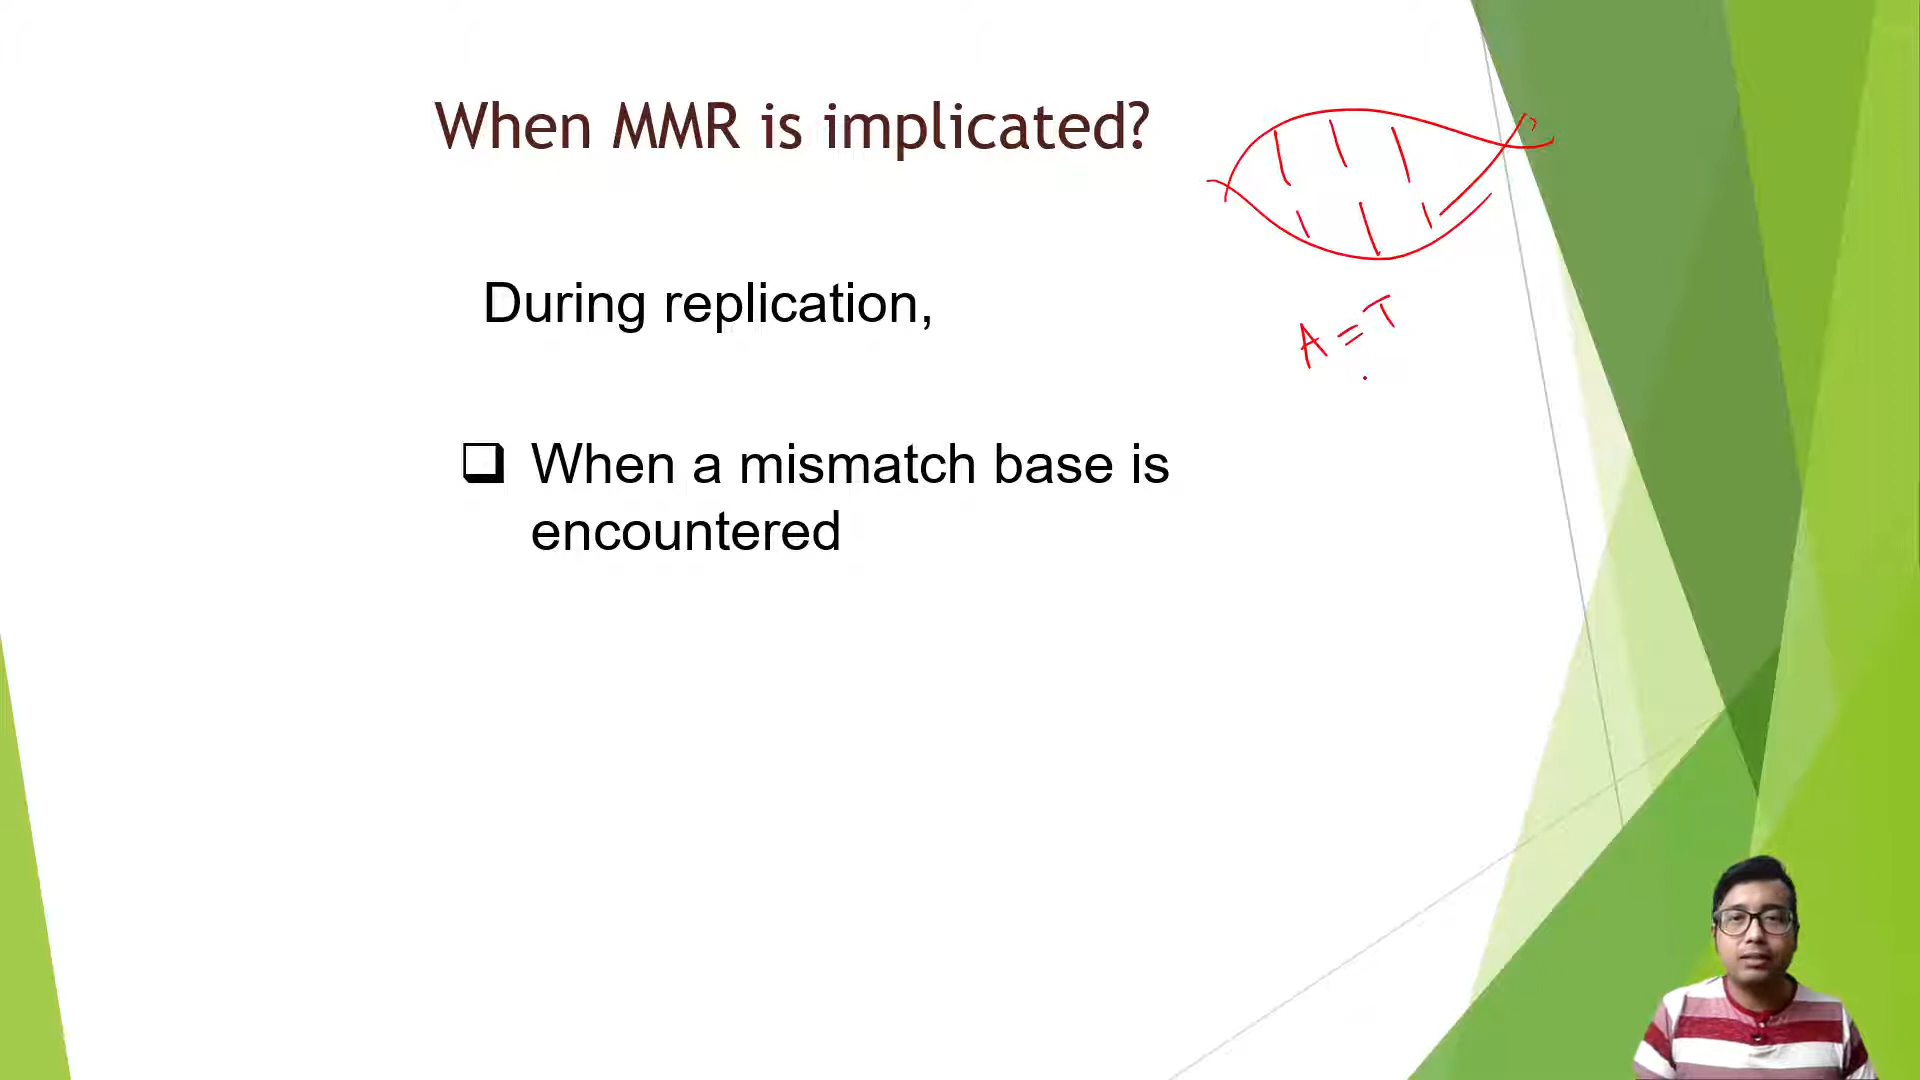 When MMR is implicated?
During replication,
A = T
❑ When a mismatch base is
encountered